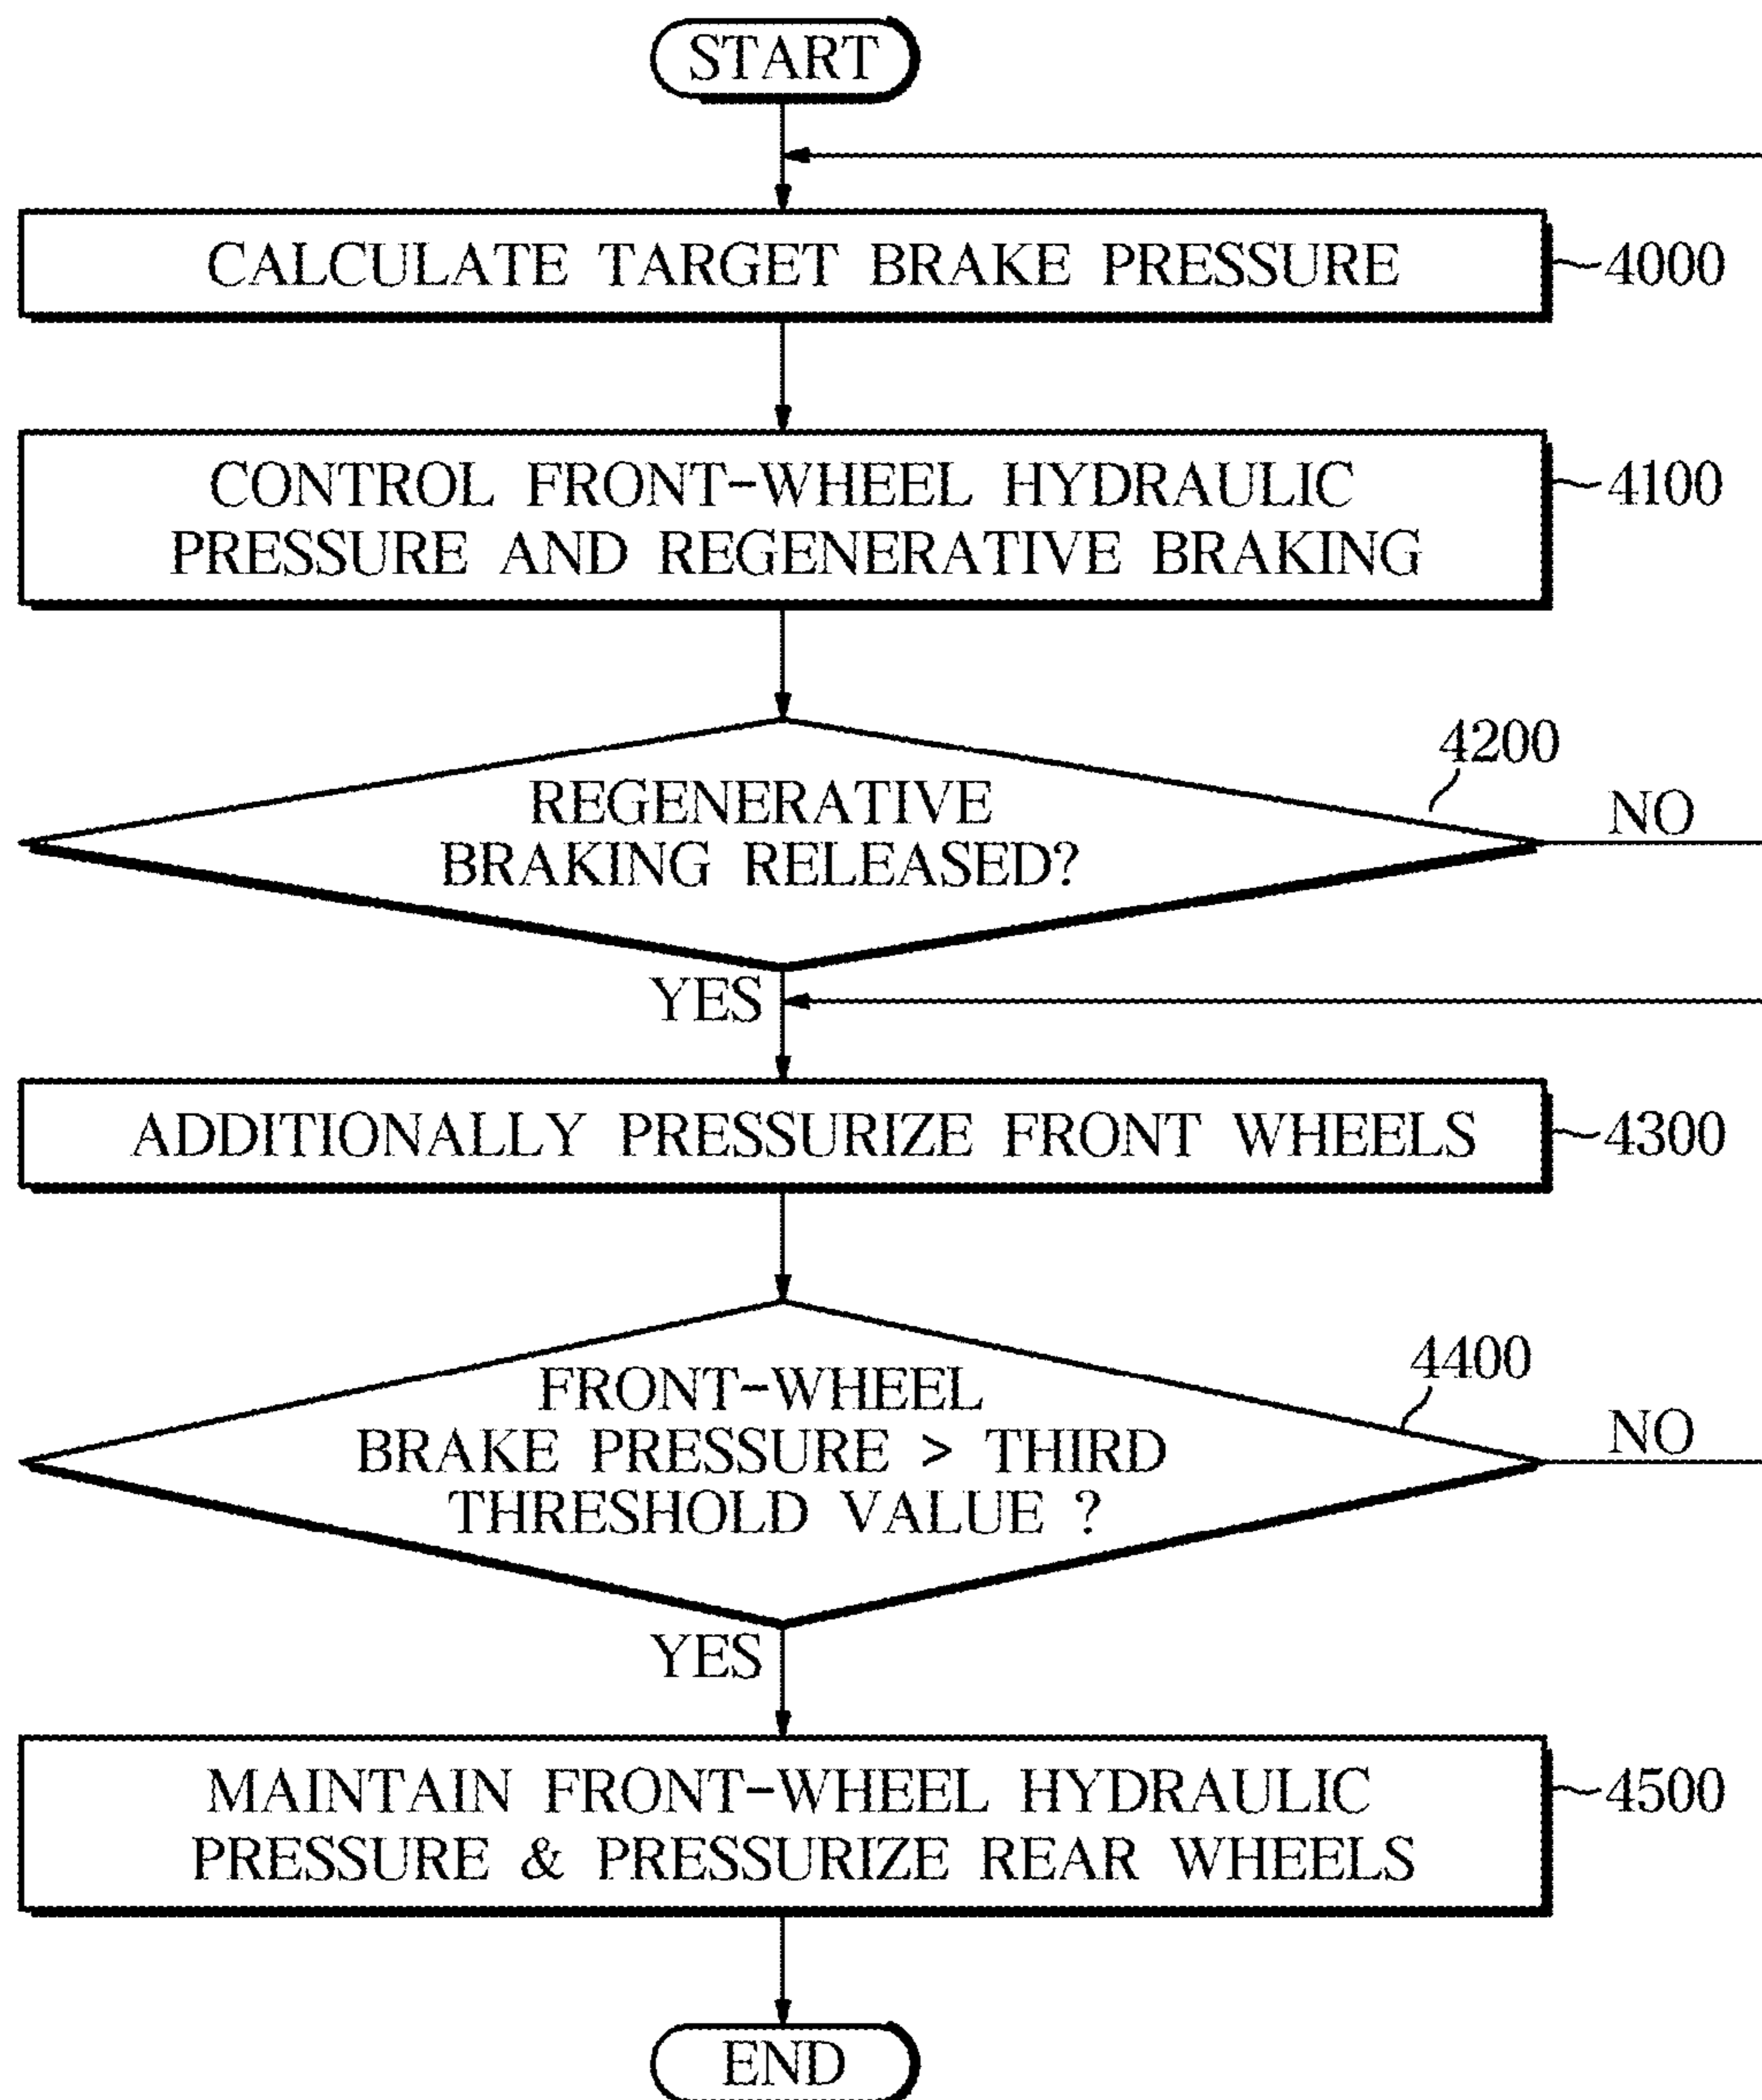 START
CALCULATE TARGET BRAKE PRESSURE
4000
CONTROL FRONT-WHEEL HYDRAULIC
PRESSURE AND REGENERATIVE BRAKING
4100
4200
REGENERATIVE
BRAKING RELEASED?
NO
YES
ADDITIONALLY PRESSURIZE FRONT WHEELS
4300
4400
FRONT-WHEEL
BRAKE PRESSURE > THIRD
THRESHOLD VALUE ?
NO
YES
MAINTAIN FRONT-WHEEL HYDRAULIC
PRESSURE & PRESSURIZE REAR WHEELS
4500
END